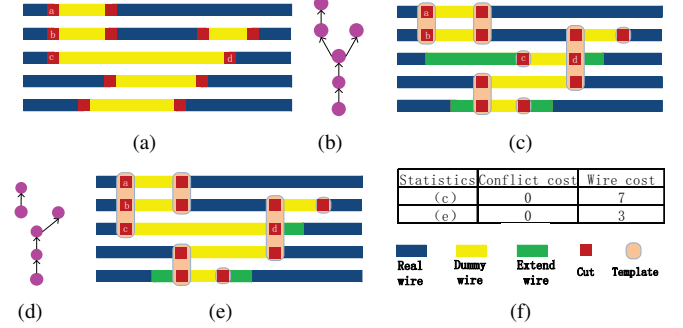 a
b
c
d
(a)
(b)
a
b
c
d
(c)
(d)
a
b
c
d
(e)
Statistics Conflict cost Wire cost
(c) 0 7
(e) 0 3
Real wire
Dummy wire
Extend wire
Cut
Template
(f)